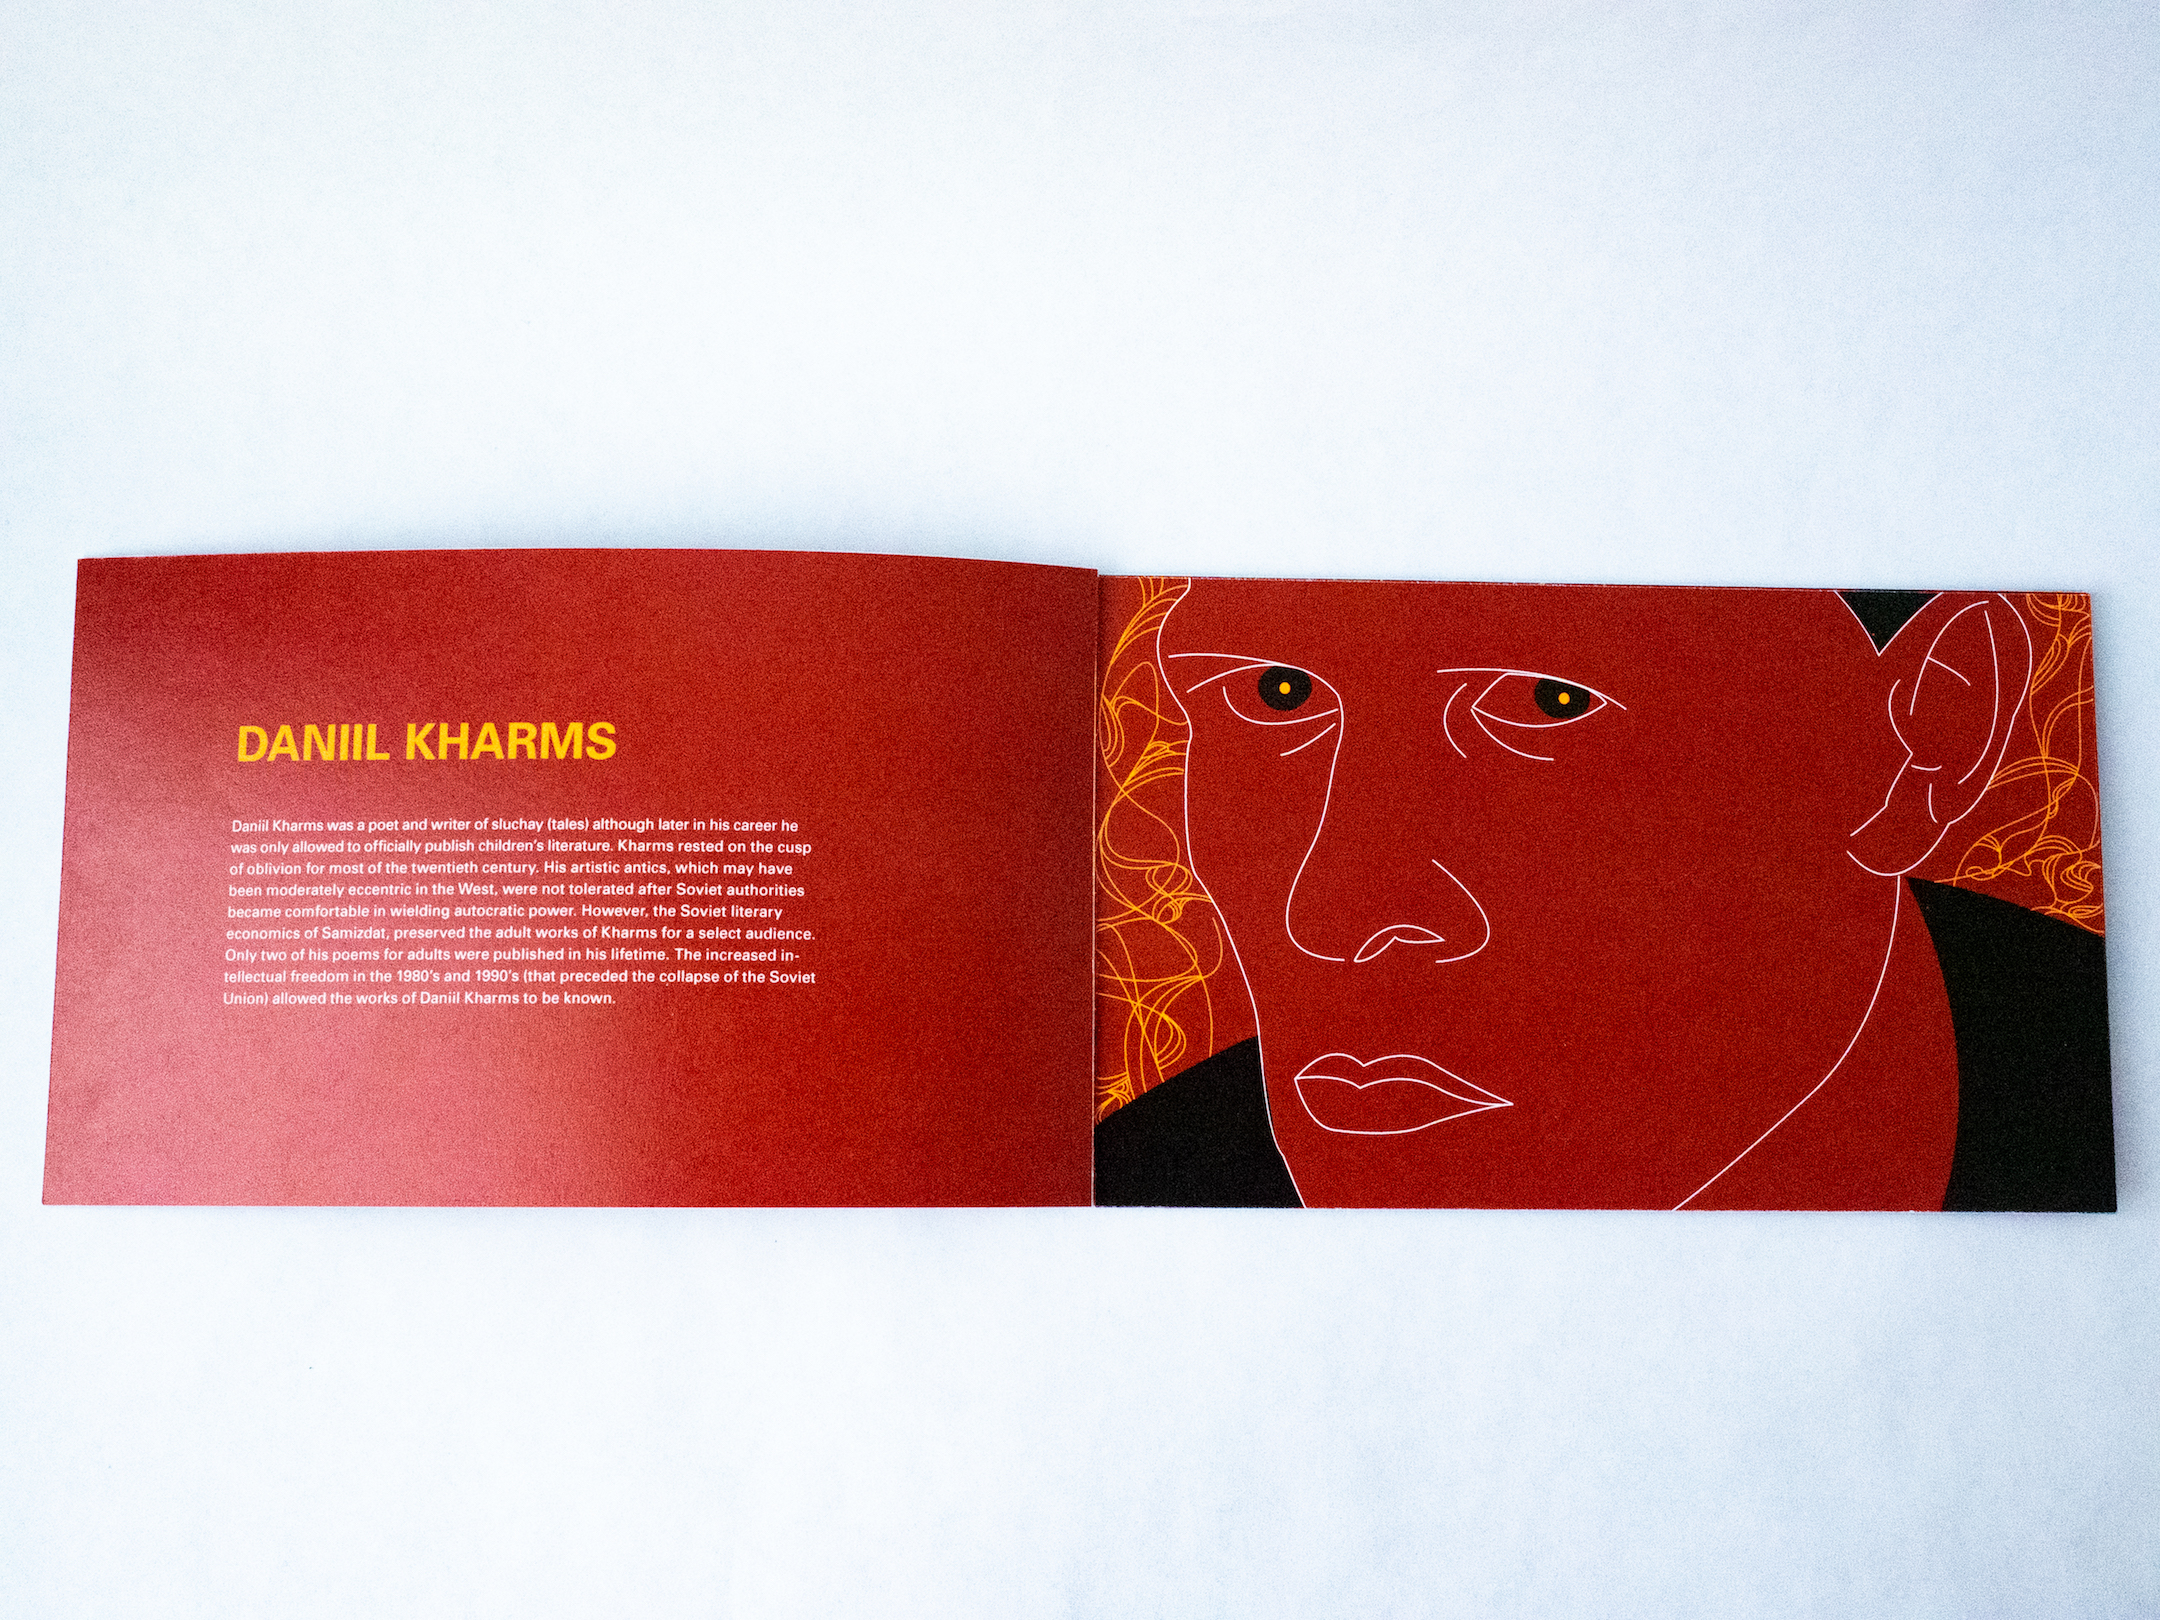 DANIIL KHARMS
Daniil Kharms was a poet and writer of sluchay (tales) although later in his career he
was only allowed to officially publish children's literature. Kharms rested on the cusp
of oblivion for most of the twentieth century. His artistic antics, which may have
been moderately eccentric in the West, were not tolerated after Soviet authorities
became comfortable in wielding autocratic power. However, the Soviet literary
economics of Samizdat, preserved the adult works of Kharms for a select audience.
Only two of his poems for adults were published in his lifetime. The increased in-
tellectual freedom in the 1980's and 1990's (that preceded the collapse of the Soviet
Union) allowed the works of Daniil Kharms to be known.